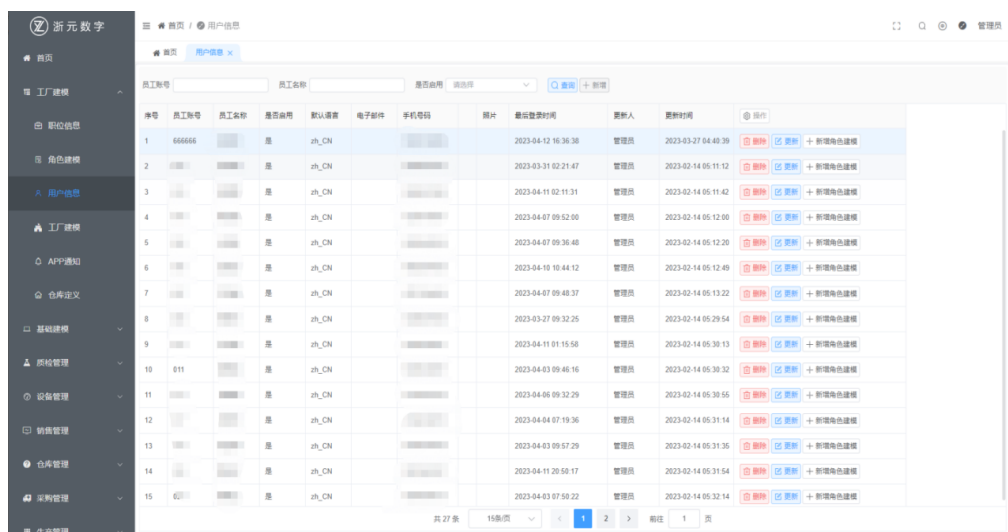 浙元数字
首页 / 用户信息
管理员
首页 用户信息 ×
首页
工厂建模
职位信息
角色建模
用户信息
工厂建模
APP通知
仓库定义
基础建模
质检管理
设备管理
销售管理
仓库管理
采购管理
员工账号 员工名称 是否启用 请选择 查询 新增
序号 员工账号 员工名称 是否启用 默认语言 电子邮件 手机号码 照片 最后登录时间 更新人 更新时间 操作
1 666666 是 zh_CN 2023-04-12 16:36:38 管理员 2023-03-27 04:40:39 删除 更新 新增角色建模
2 是 zh_CN 2023-03-31 02:21:47 管理员 2023-02-14 05:11:12 删除 更新 新增角色建模
3 是 zh_CN 2023-04-11 02:11:31 管理员 2023-02-14 05:11:42 删除 更新 新增角色建模
4 是 zh_CN 2023-04-07 09:52:00 管理员 2023-02-14 05:12:00 删除 更新 新增角色建模
5 是 zh_CN 2023-04-07 09:36:48 管理员 2023-02-14 05:12:20 删除 更新 新增角色建模
6 是 zh_CN 2023-04-10 10:44:12 管理员 2023-02-14 05:12:49 删除 更新 新增角色建模
7 是 zh_CN 2023-04-07 09:48:37 管理员 2023-02-14 05:13:22 删除 更新 新增角色建模
8 是 zh_CN 2023-03-27 09:32:25 管理员 2023-02-14 05:29:54 删除 更新 新增角色建模
9 是 zh_CN 2023-04-11 01:15:58 管理员 2023-02-14 05:30:13 删除 更新 新增角色建模
10 011 是 zh_CN 2023-04-03 09:46:16 管理员 2023-02-14 05:30:32 删除 更新 新增角色建模
11 是 zh_CN 2023-04-06 09:32:29 管理员 2023-02-14 05:30:55 删除 更新 新增角色建模
12 是 zh_CN 2023-04-04 07:19:36 管理员 2023-02-14 05:31:14 删除 更新 新增角色建模
13 是 zh_CN 2023-04-03 09:57:29 管理员 2023-02-14 05:31:35 删除 更新 新增角色建模
14 是 zh_CN 2023-04-11 20:50:17 管理员 2023-02-14 05:31:54 删除 更新 新增角色建模
15 是 zh_CN 2023-04-03 07:50:22 管理员 2023-02-14 05:32:14 删除 更新 新增角色建模
共 27 条 15条/页 1 2 前往 1 页